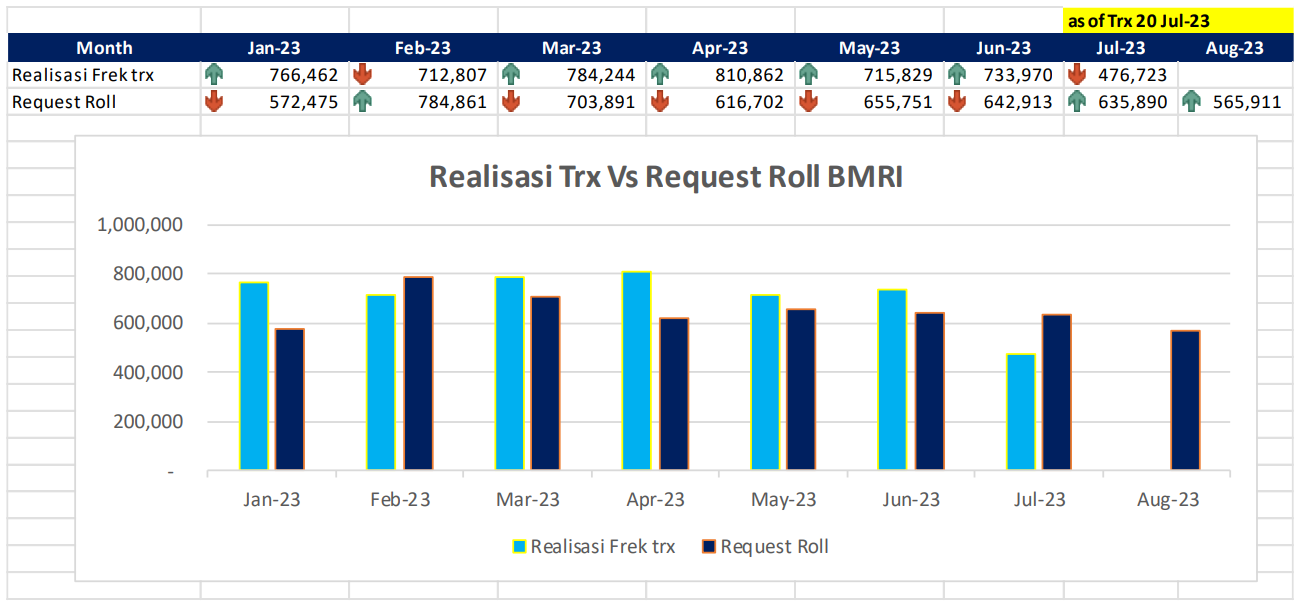 as of Trx 20 Jul-23
Month Jan-23 Feb-23 Mar-23 Apr-23 May-23 Jun-23 Jul-23 Aug-23
Realisasi Frek trx 766,462 712,807 784,244 810,862 715,829 733,970 476,723
Request Roll 572,475 784,861 703,891 616,702 655,751 642,913 635,890 565,911
Realisasi Trx Vs Request Roll BMRI
1,000,000
800,000
600,000
400,000
200,000
-
Jan-23 Feb-23 Mar-23 Apr-23 May-23 Jun-23 Jul-23 Aug-23
Realisasi Frek trx Request Roll